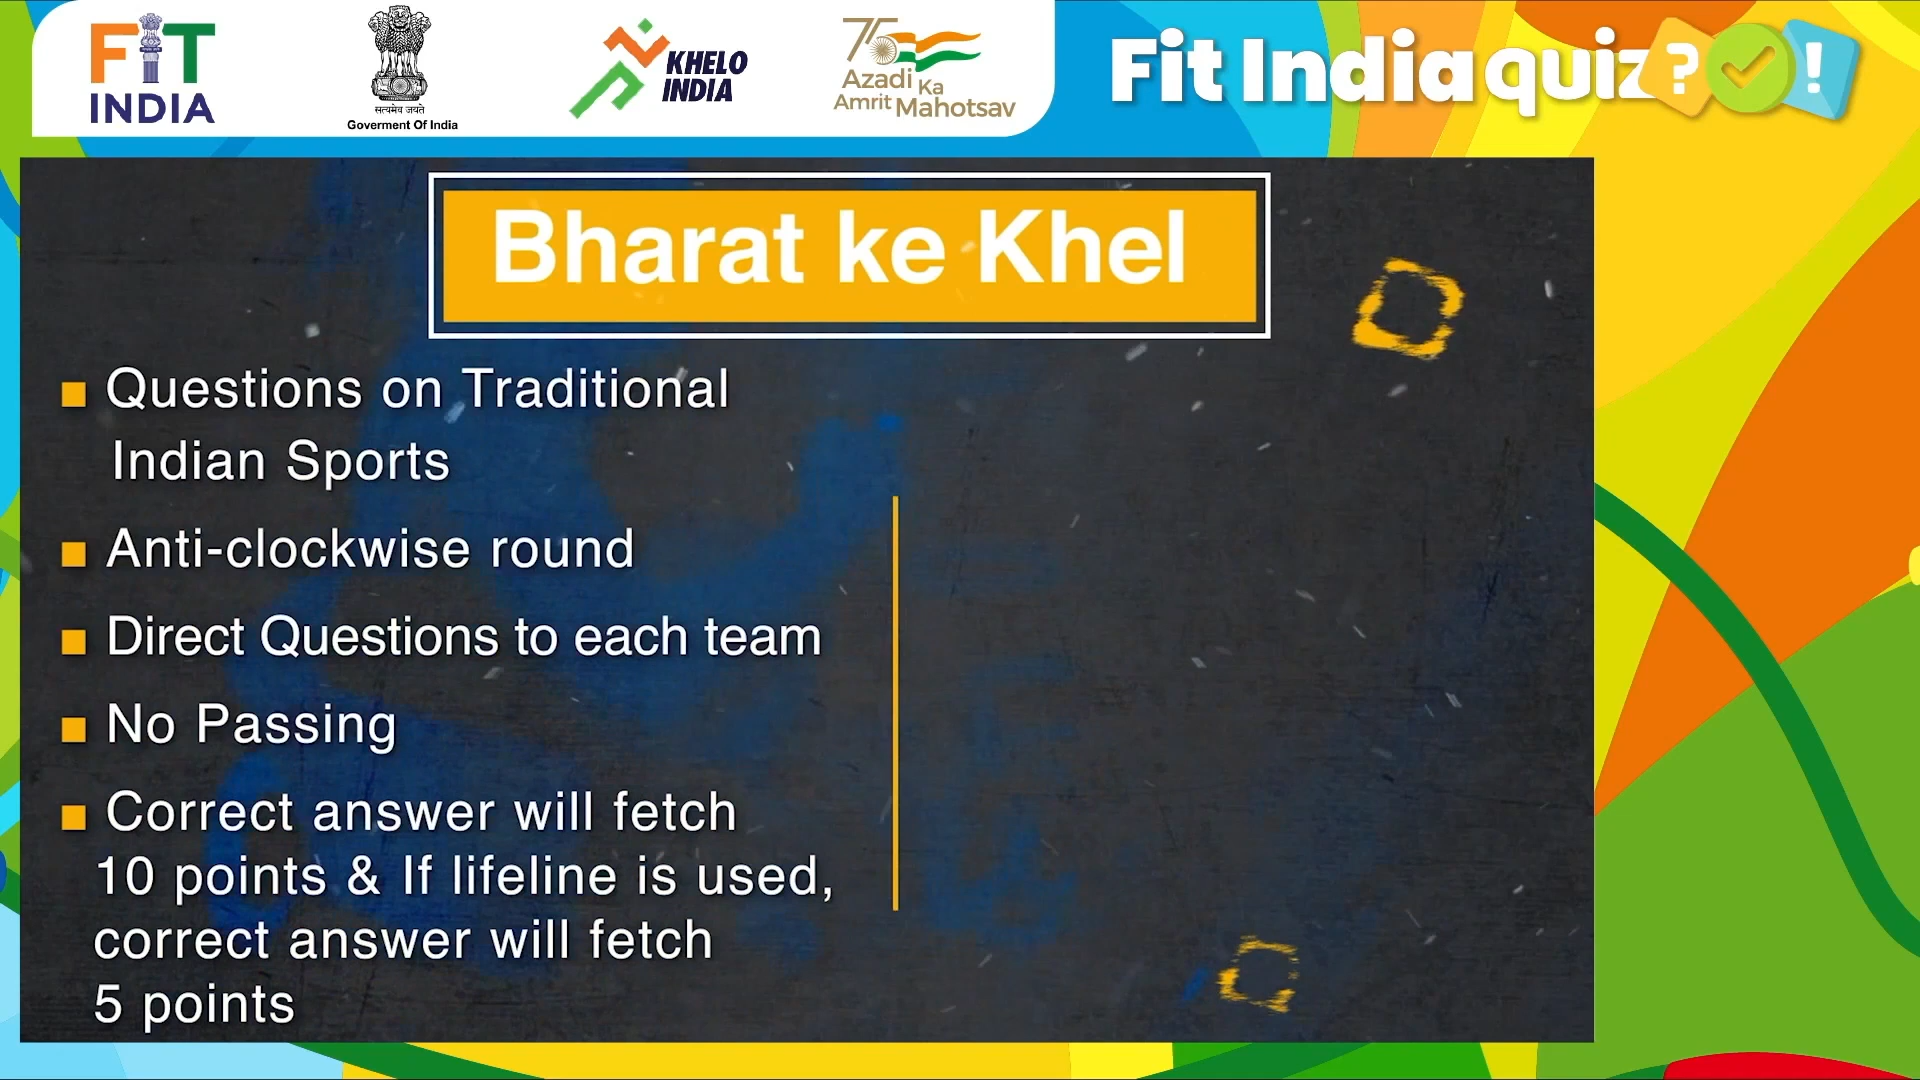 FIT
INDIA
सत्यमेव जयते
Goverment Of India
KHELO
INDIA
75
Azadi Ka
Amrit Mahotsav
Fit India quiz ? !
Bharat ke Khel
Questions on Traditional
Indian Sports
Anti-clockwise round
Direct Questions to each team
No Passing
Correct answer will fetch
10 points & If lifeline is used,
correct answer will fetch
5 points